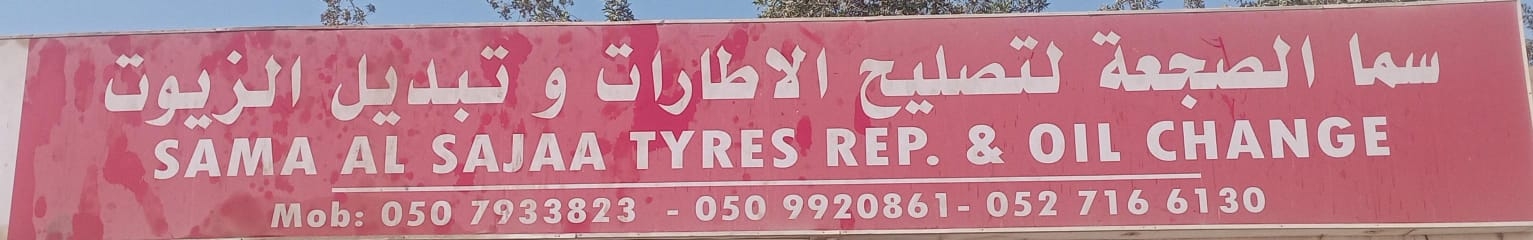 سما الصجعة لتصليح الاطارات و تبديل الزيوت
SAMA AL SAJAA TYRES REP. & OIL CHANGE
Mob: 050 7933823 - 050 9920861- 052 716 6130